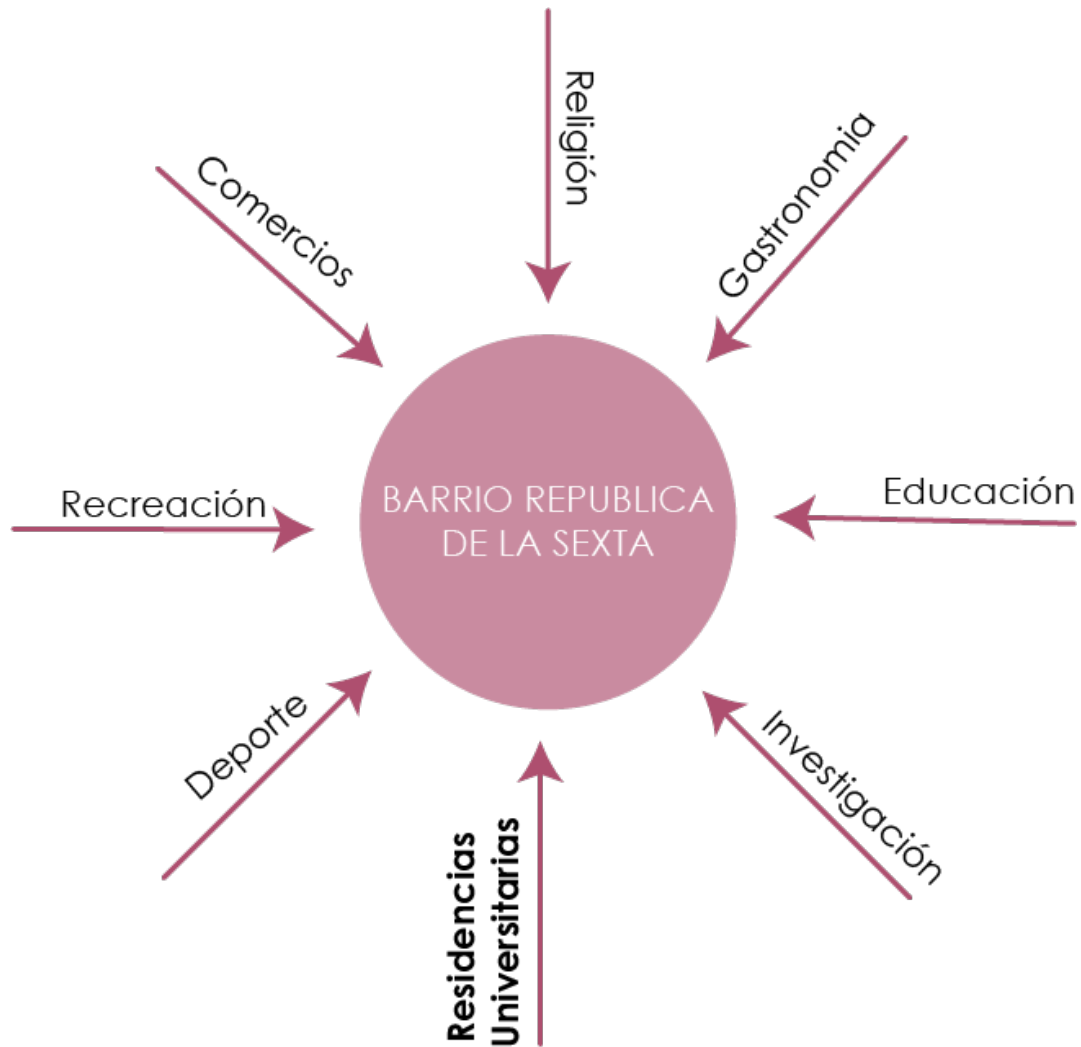 Religión
Gastronomia
Comercios
Recreación
BARRIO REPUBLICA
DE LA SEXTA
Educación
Deporte
Investigación
Residencias
Universitarias